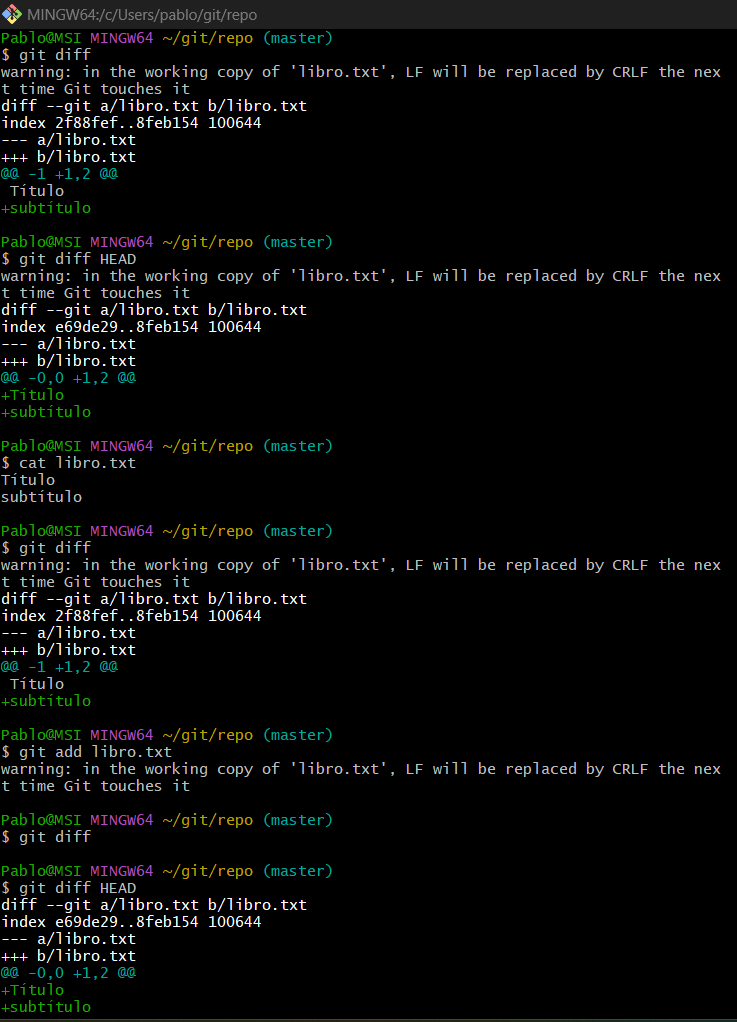 MINGW64:/c/Users/pablo/git/repo
Pablo@MSI MINGW64 ~/git/repo (master)
$ git diff
warning: in the working copy of 'libro.txt', LF will be replaced by CRLF the nex
t time Git touches it
diff --git a/libro.txt b/libro.txt
index 2f88fef..8feb154 100644
--- a/libro.txt
+++ b/libro.txt
@@ -1 +1,2 @@
 Título
+subtítulo

Pablo@MSI MINGW64 ~/git/repo (master)
$ git diff HEAD
warning: in the working copy of 'libro.txt', LF will be replaced by CRLF the nex
t time Git touches it
diff --git a/libro.txt b/libro.txt
index e69de29..8feb154 100644
--- a/libro.txt
+++ b/libro.txt
@@ -0,0 +1,2 @@
+Título
+subtítulo

Pablo@MSI MINGW64 ~/git/repo (master)
$ cat libro.txt
Título
subtítulo

Pablo@MSI MINGW64 ~/git/repo (master)
$ git diff
warning: in the working copy of 'libro.txt', LF will be replaced by CRLF the nex
t time Git touches it
diff --git a/libro.txt b/libro.txt
index 2f88fef..8feb154 100644
--- a/libro.txt
+++ b/libro.txt
@@ -1 +1,2 @@
 Título
+subtítulo

Pablo@MSI MINGW64 ~/git/repo (master)
$ git add libro.txt
warning: in the working copy of 'libro.txt', LF will be replaced by CRLF the nex
t time Git touches it

Pablo@MSI MINGW64 ~/git/repo (master)
$ git diff

Pablo@MSI MINGW64 ~/git/repo (master)
$ git diff HEAD
diff --git a/libro.txt b/libro.txt
index e69de29..8feb154 100644
--- a/libro.txt
+++ b/libro.txt
@@ -0,0 +1,2 @@
+Título
+subtítulo